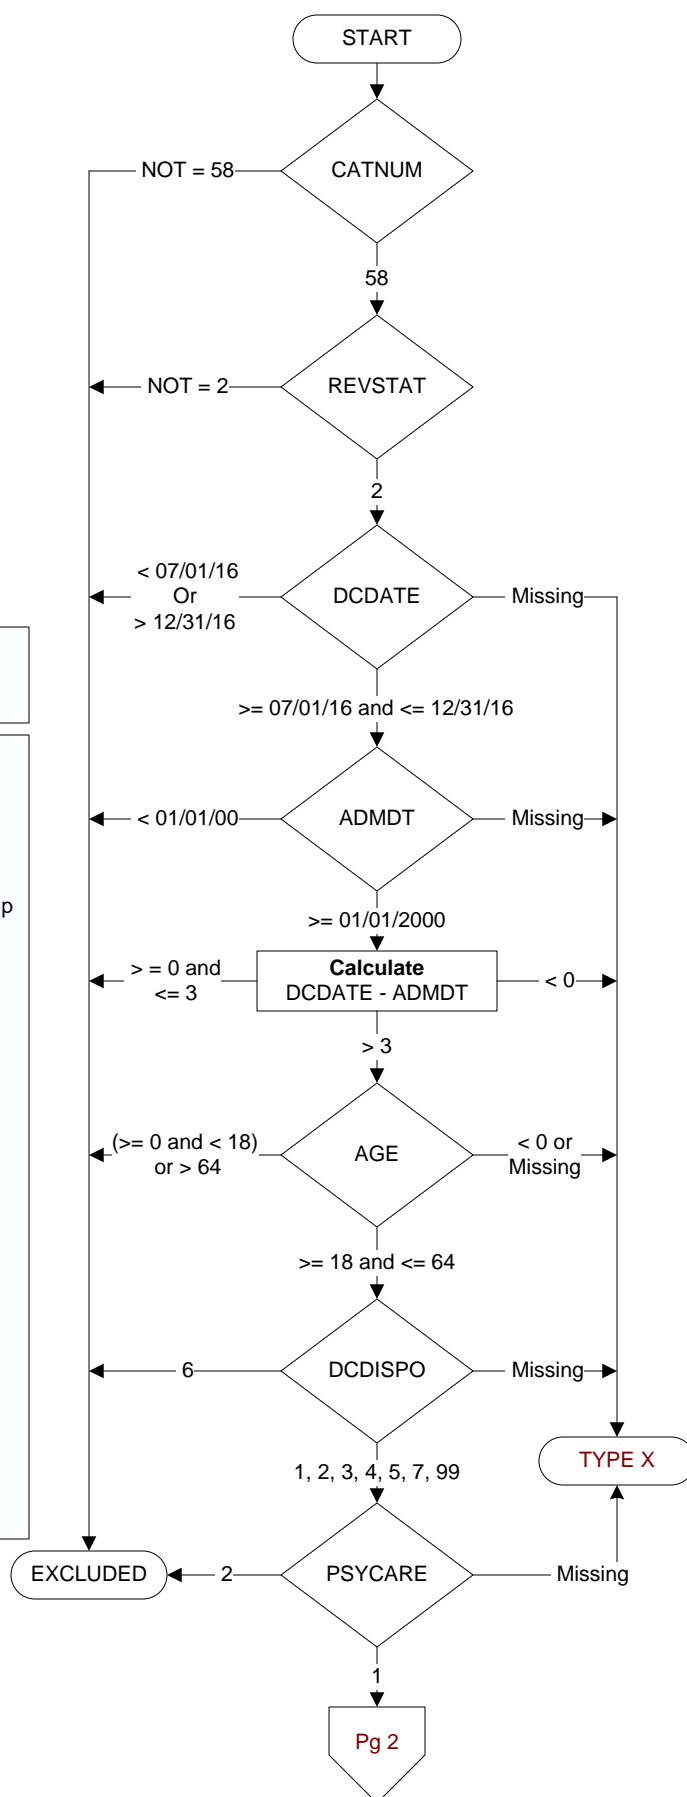 START
CATNUM
NOT = 58
58
REVSTAT
NOT = 2
2
< 07/01/16
Or
> 12/31/16
DCDATE
Missing
>= 07/01/16 and <= 12/31/16
< 01/01/00
ADMDT
Missing
>= 01/01/2000
p
> = 0 and
<= 3
Calculate
DCDATE - ADMDT
< 0
> 3
(>= 0 and < 18)
or > 64
AGE
< 0 or
Missing
>= 18 and <= 64
6
DCDISPO
Missing
1, 2, 3, 4, 5, 7, 99
TYPE X
EXCLUDED
2
PSYCARE
Missing
1
Pg 2